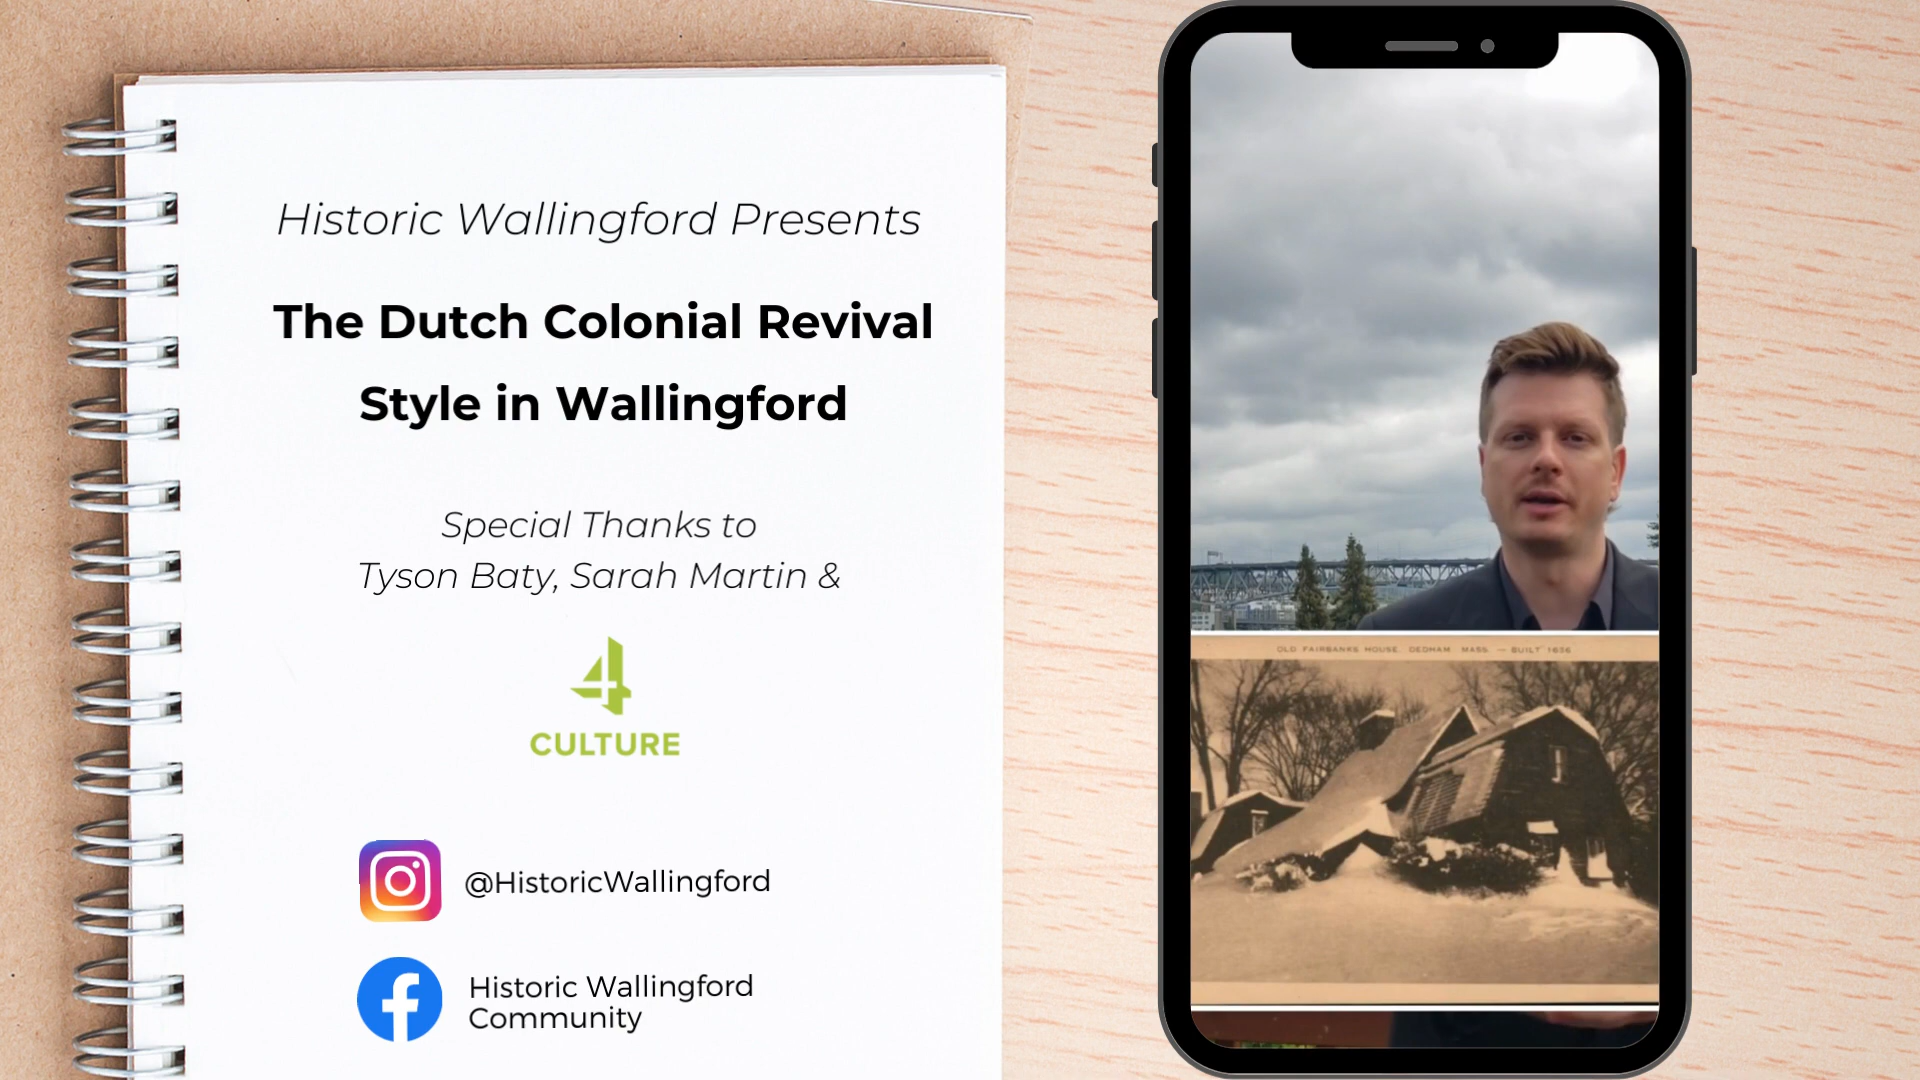 Historic Wallingford Presents
The Dutch Colonial Revival
Style in Wallingford
Special Thanks to
Tyson Baty, Sarah Martin &
4
CULTURE
@HistoricWallingford
Historic Wallingford
Community
OLD FAIRBANKS HOUSE. DEDHAM MASS. — BUILT 1636